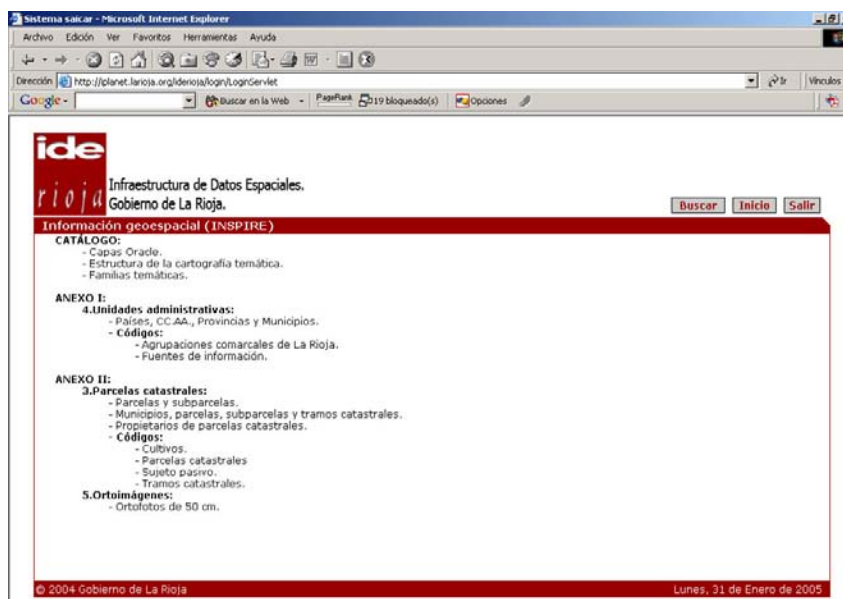 Sistema saicar - Microsoft Internet Explorer
Archivo Edición Ver Favoritos Herramientas Ayuda
Dirección http://iplanet.larioja.org/iderioja/login/LoginServlet Ir Vínculos
Google - Buscar en la Web PageRank 19 bloqueado(s) Opciones
ide
rioja
Infraestructura de Datos Espaciales.
Gobierno de La Rioja.
Buscar Inicio Salir
Información geoespacial (INSPIRE)
CATÁLOGO:
- Capas Oracle.
- Estructura de la cartografía temática.
- Familias temáticas.
ANEXO I:
4.Unidades administrativas:
- Países, CC.AA., Provincias y Municipios.
- Códigos:
- Agrupaciones comarcales de La Rioja.
- Fuentes de información.
ANEXO II:
3.Parcelas catastrales:
- Parcelas y subparcelas.
- Municipios, parcelas, subparcelas y tramos catastrales.
- Propietarios de parcelas catastrales.
- Códigos:
- Cultivos.
- Parcelas catastrales
- Sujeto pasivo.
- Tramos catastrales.
5.Ortoimágenes:
- Ortofotos de 50 cm.
© 2004 Gobierno de La Rioja Lunes, 31 de Enero de 2005